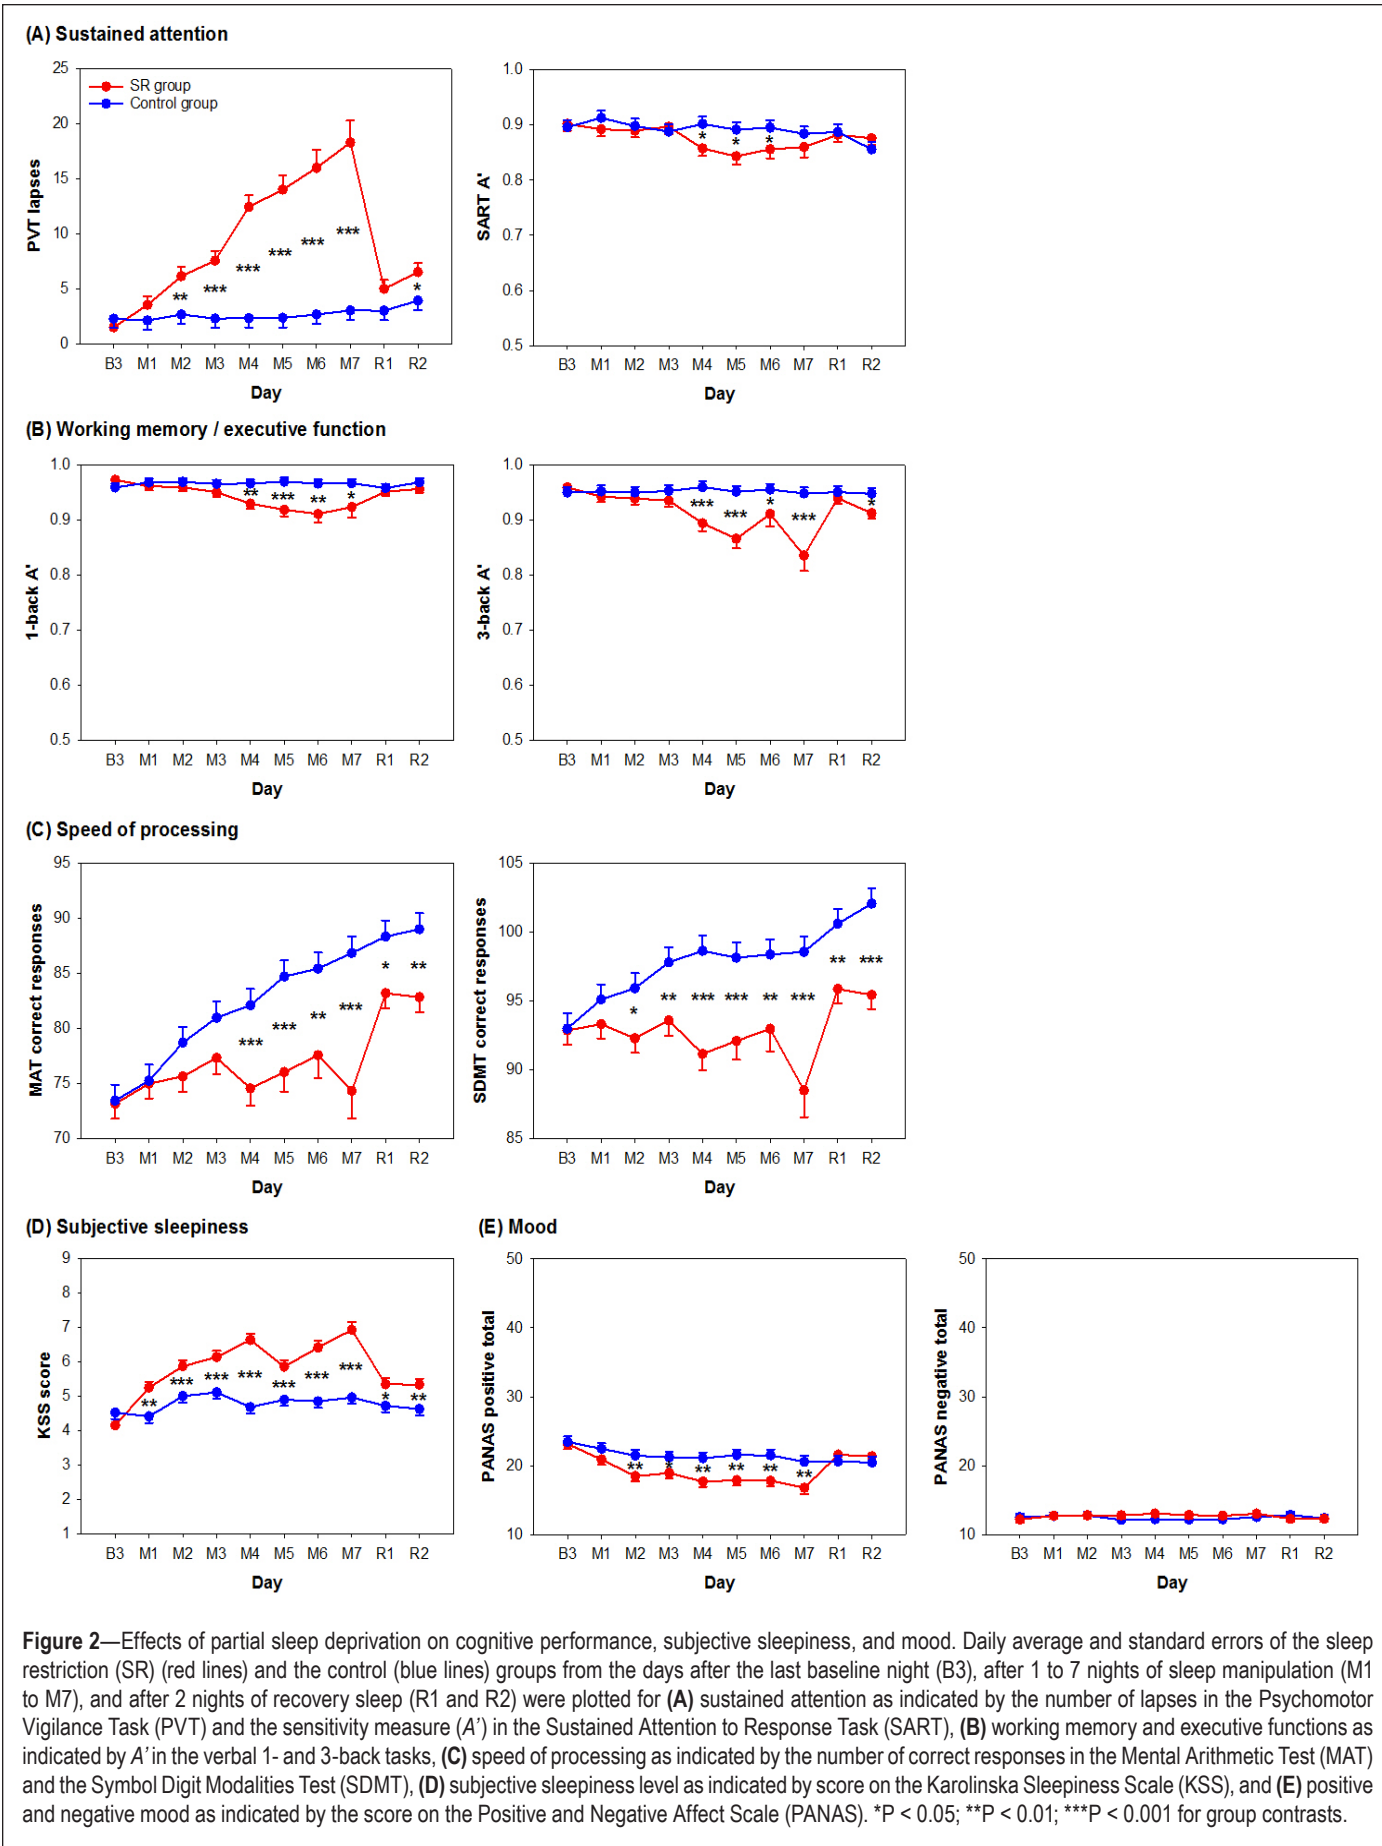 (A) Sustained attention
25
20
15
10
5
0
PVT lapses
SR group
Control group
** *** *** *** *** *** *
B3 M1 M2 M3 M4 M5 M6 M7 R1 R2
Day
1.0
0.9
0.8
0.7
0.6
0.5
SART A'
* * *
B3 M1 M2 M3 M4 M5 M6 M7 R1 R2
Day
(B) Working memory / executive function
1.0
0.9
0.8
0.7
0.6
0.5
1-back A'
** *** ** *
B3 M1 M2 M3 M4 M5 M6 M7 R1 R2
Day
1.0
0.9
0.8
0.7
0.6
0.5
3-back A'
*** *** * *** *
B3 M1 M2 M3 M4 M5 M6 M7 R1 R2
Day
(C) Speed of processing
95
90
85
80
75
70
MAT correct responses
*** *** ** *** * **
B3 M1 M2 M3 M4 M5 M6 M7 R1 R2
Day
105
100
95
90
85
SDMT correct responses
* ** *** *** ** *** ** ***
B3 M1 M2 M3 M4 M5 M6 M7 R1 R2
Day
(D) Subjective sleepiness
9
8
7
6
5
4
3
2
1
KSS score
** *** *** *** *** *** *** * **
B3 M1 M2 M3 M4 M5 M6 M7 R1 R2
Day
(E) Mood
50
40
30
20
10
PANAS positive total
** * ** ** ** **
B3 M1 M2 M3 M4 M5 M6 M7 R1 R2
Day
50
40
30
20
10
PANAS negative total
B3 M1 M2 M3 M4 M5 M6 M7 R1 R2
Day
Figure 2—Effects of partial sleep deprivation on cognitive performance, subjective sleepiness, and mood. Daily average and standard errors of the sleep
restriction (SR) (red lines) and the control (blue lines) groups from the days after the last baseline night (B3), after 1 to 7 nights of sleep manipulation (M1
to M7), and after 2 nights of recovery sleep (R1 and R2) were plotted for (A) sustained attention as indicated by the number of lapses in the Psychomotor
Vigilance Task (PVT) and the sensitivity measure (A’) in the Sustained Attention to Response Task (SART), (B) working memory and executive functions as
indicated by A’ in the verbal 1- and 3-back tasks, (C) speed of processing as indicated by the number of correct responses in the Mental Arithmetic Test (MAT)
and the Symbol Digit Modalities Test (SDMT), (D) subjective sleepiness level as indicated by score on the Karolinska Sleepiness Scale (KSS), and (E) positive
and negative mood as indicated by the score on the Positive and Negative Affect Scale (PANAS). *P < 0.05; **P < 0.01; ***P < 0.001 for group contrasts.